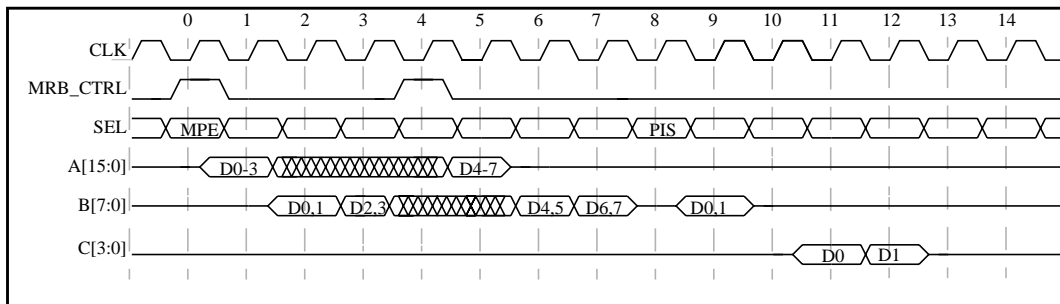 0 1 2 3 4 5 6 7 8 9 10 11 12 13 14
CLK
MRB_CTRL
SEL MPE PIS
A[15:0] D0-3 D4-7
B[7:0] D0,1 D2,3 D4,5 D6,7 D0,1
C[3:0] D0 D1